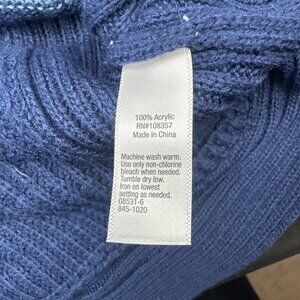 100% Acrylic
RN#108357
Made In China
Machine wash warm.
Use only non-chlorine
bleach when needed.
Tumble dry low.
Iron on lowest
setting as needed.
08531-6
845-1020